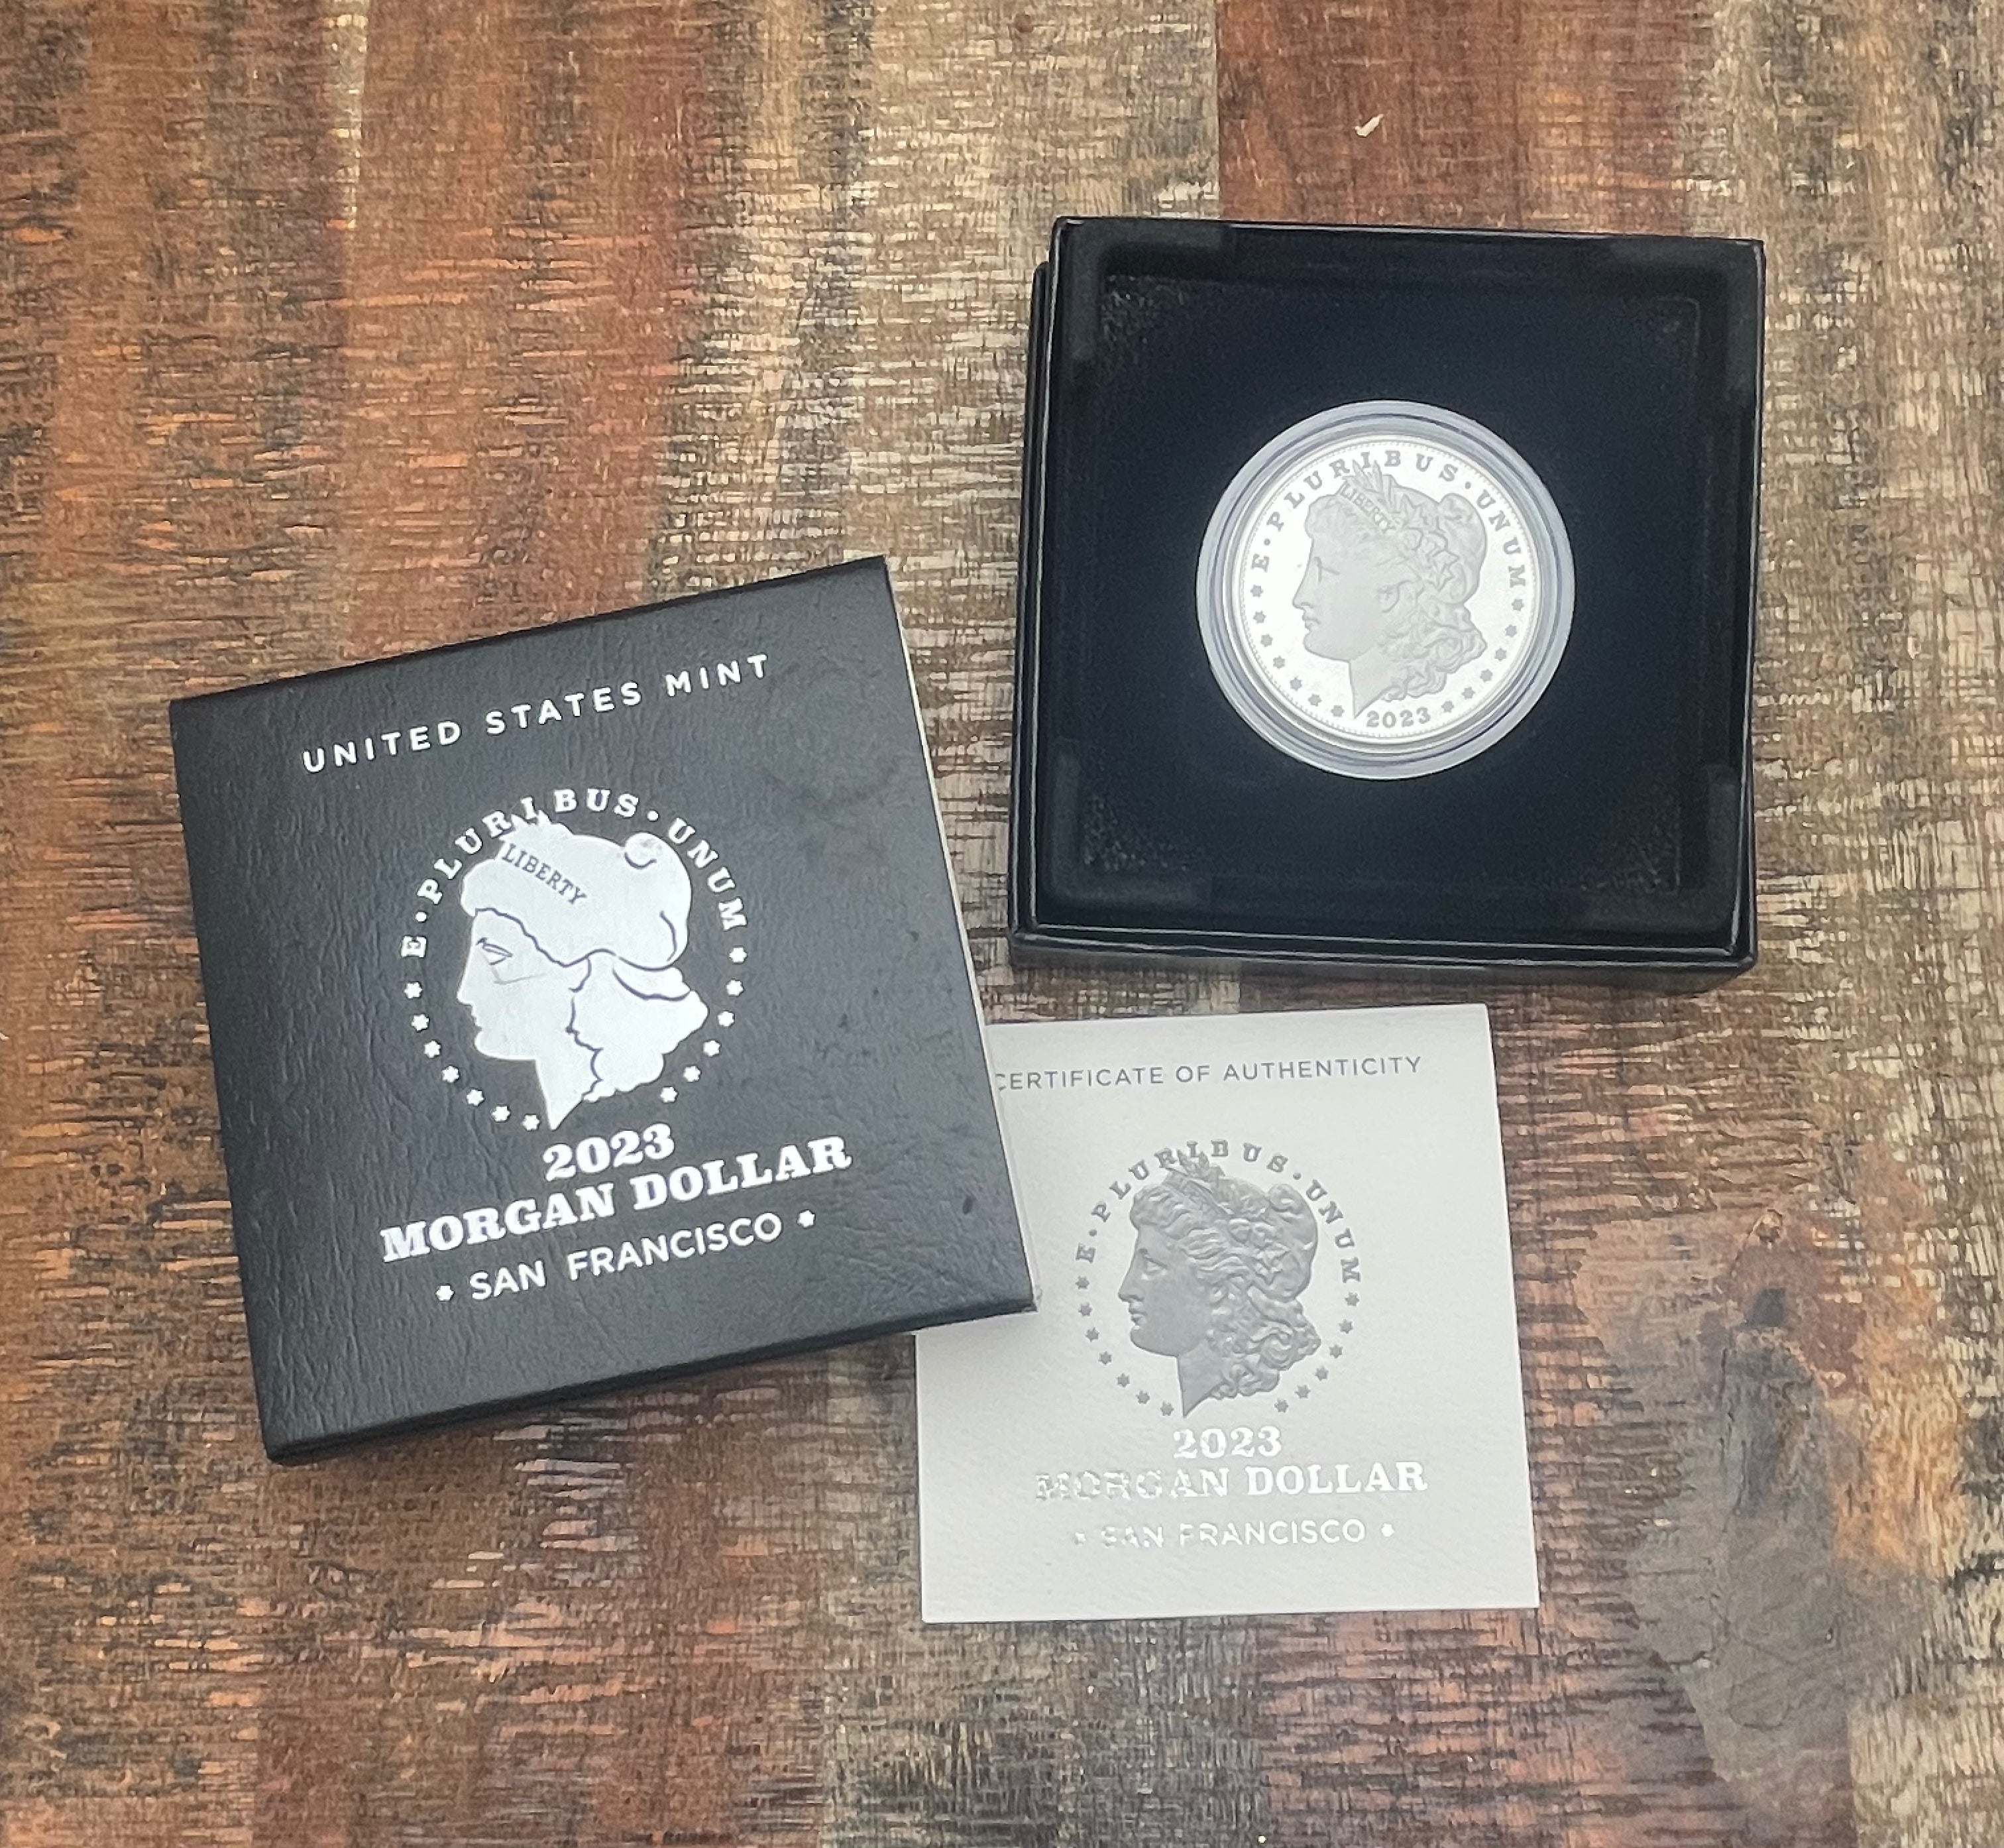 UNITED STATES MINT
E·PLURIBUS·UNUM
LIBERTY
2023
MORGAN DOLLAR
* SAN FRANCISCO *
E·PLURIBUS·UNUM
LIBERTY
2023
CERTIFICATE OF AUTHENTICITY
E·PLURIBUS·UNUM
2023
MORGAN DOLLAR
* SAN FRANCISCO *